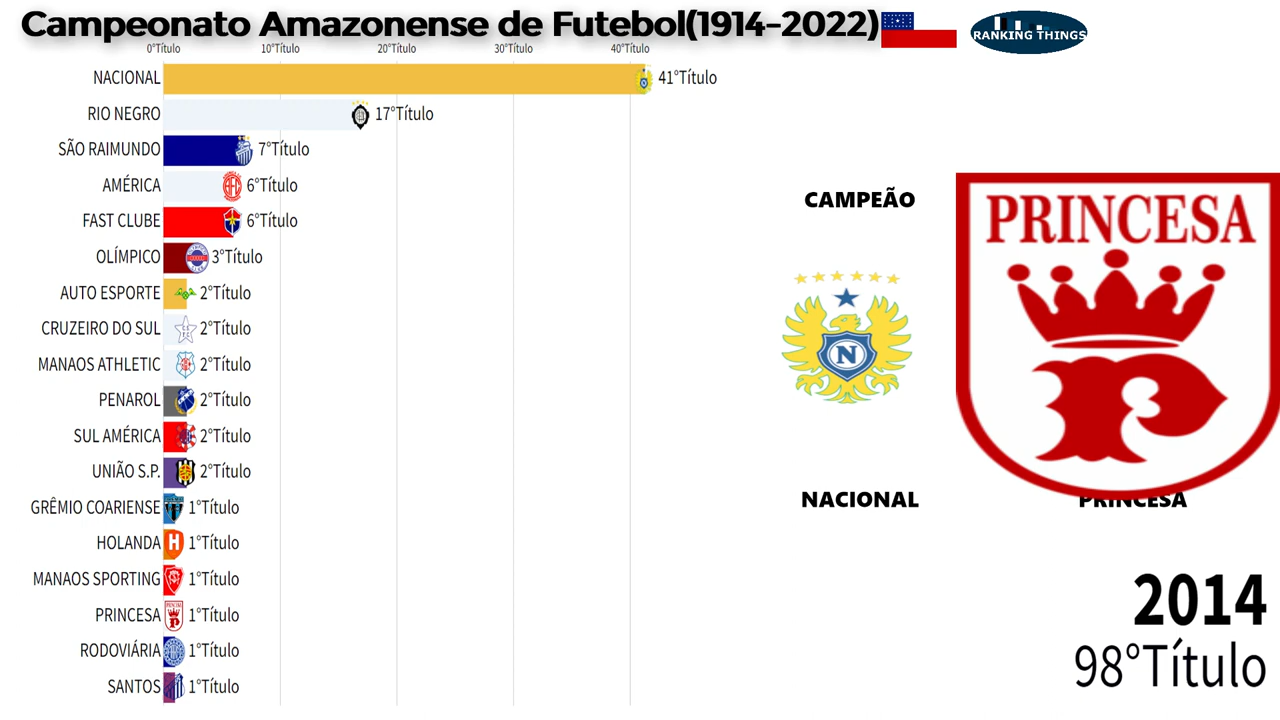 Campeonato Amazonense de Futebol(1914-2022)
RANKING THINGS
0°Título 10°Título 20°Título 30°Título 40°Título
NACIONAL 41°Título
RIO NEGRO 17°Título
SÃO RAIMUNDO 7°Título
AMÉRICA 6°Título
FAST CLUBE 6°Título
OLÍMPICO 3°Título
AUTO ESPORTE 2°Título
CRUZEIRO DO SUL 2°Título
MANAOS ATHLETIC 2°Título
PENAROL 2°Título
SUL AMÉRICA 2°Título
UNIÃO S.P. 2°Título
GRÊMIO COARIENSE 1°Título
HOLANDA 1°Título
MANAOS SPORTING 1°Título
PRINCESA 1°Título
RODOVIÁRIA 1°Título
SANTOS 1°Título
CAMPEÃO
N
NACIONAL
PRINCESA
P
PRINCESA
2014
98°Título